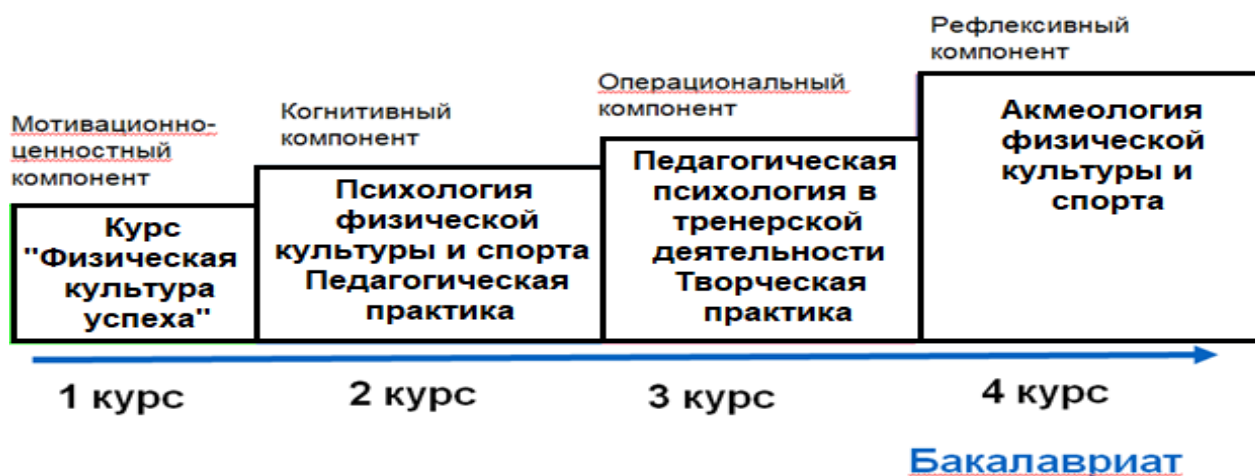 Мотивационно-
ценностный
компонент
Курс
"Физическая
культура
успеха"
Когнитивный
компонент
Психология
физической
культуры и спорта
Педагогическая
практика
Операциональный
компонент
Педагогическая
психология в
тренерской
деятельности
Творческая
практика
Рефлексивный
компонент
Акмеология
физической
культуры и
спорта
1 курс
2 курс
3 курс
4 курс
Бакалавриат